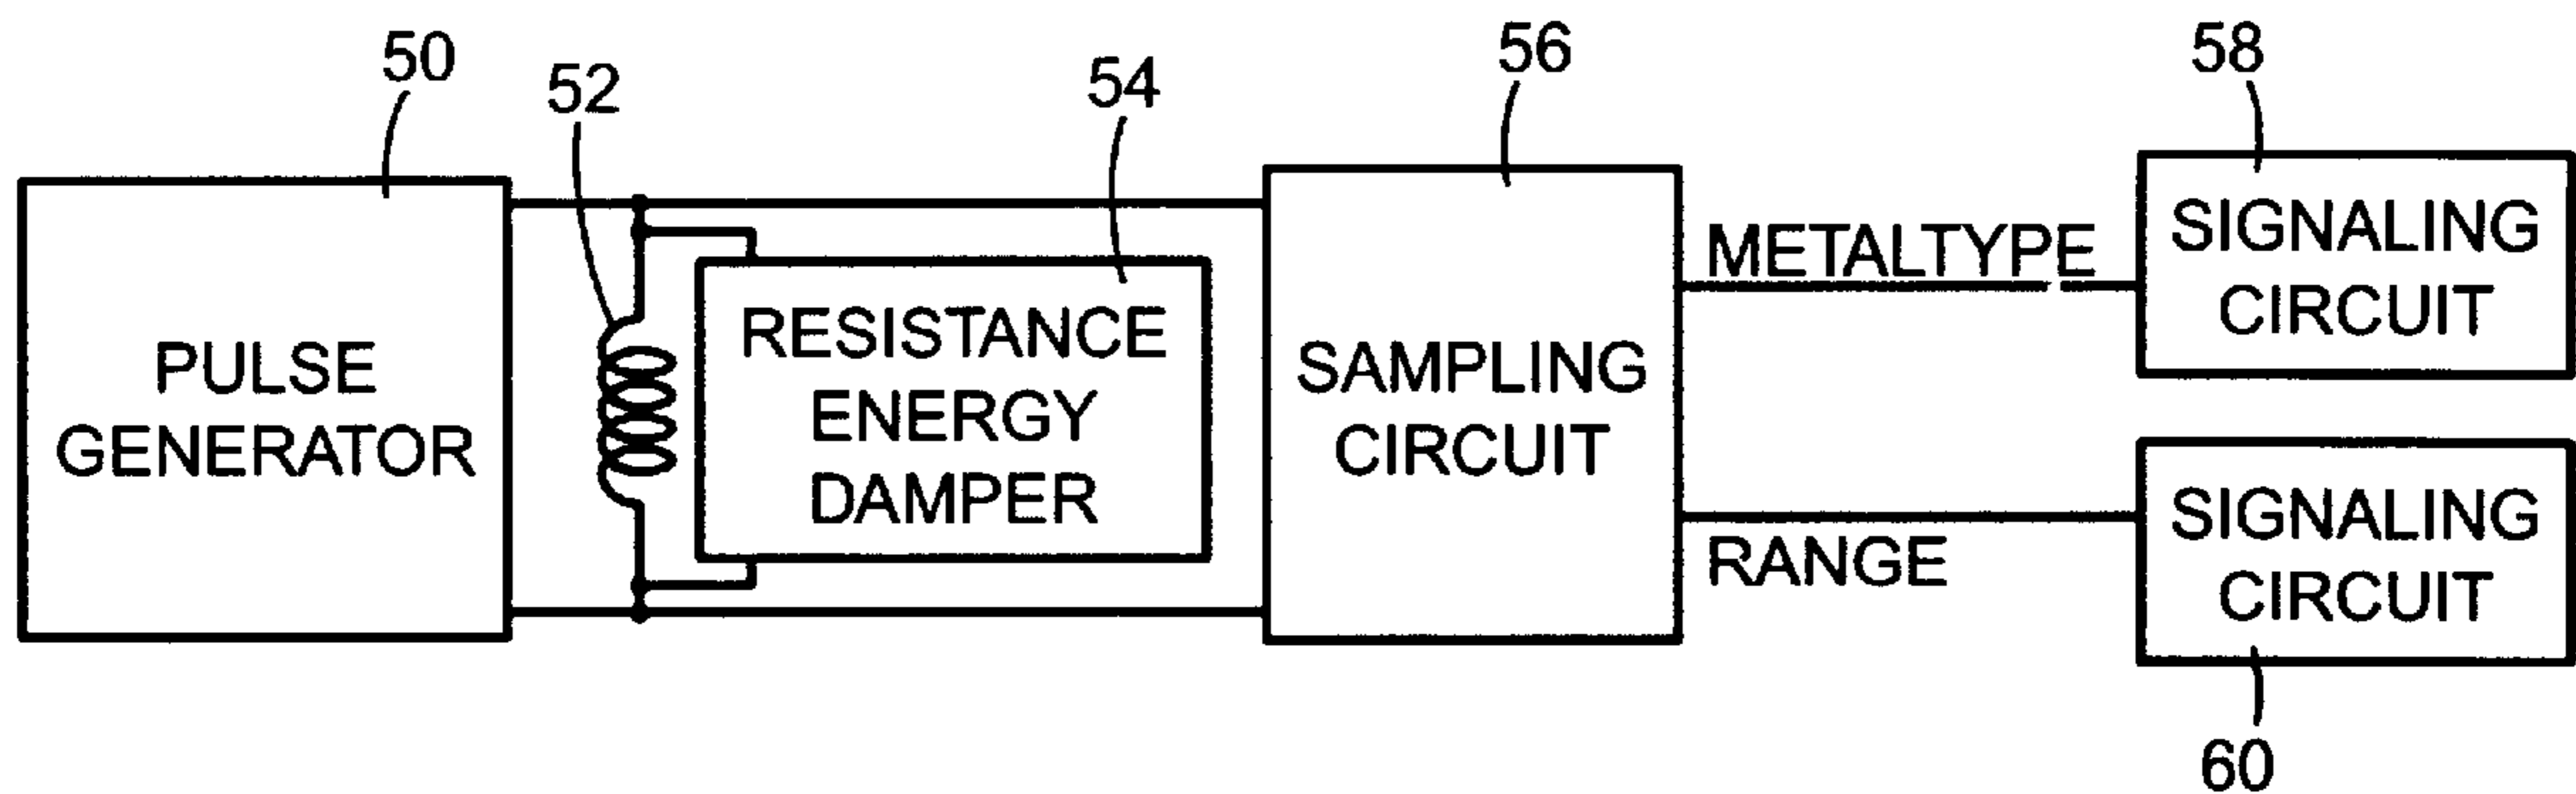 50
52
54
56
58
PULSE
GENERATOR
RESISTANCE
ENERGY
DAMPER
SAMPLING
CIRCUIT
METALTYPE
RANGE
SIGNALING
CIRCUIT
SIGNALING
CIRCUIT
60